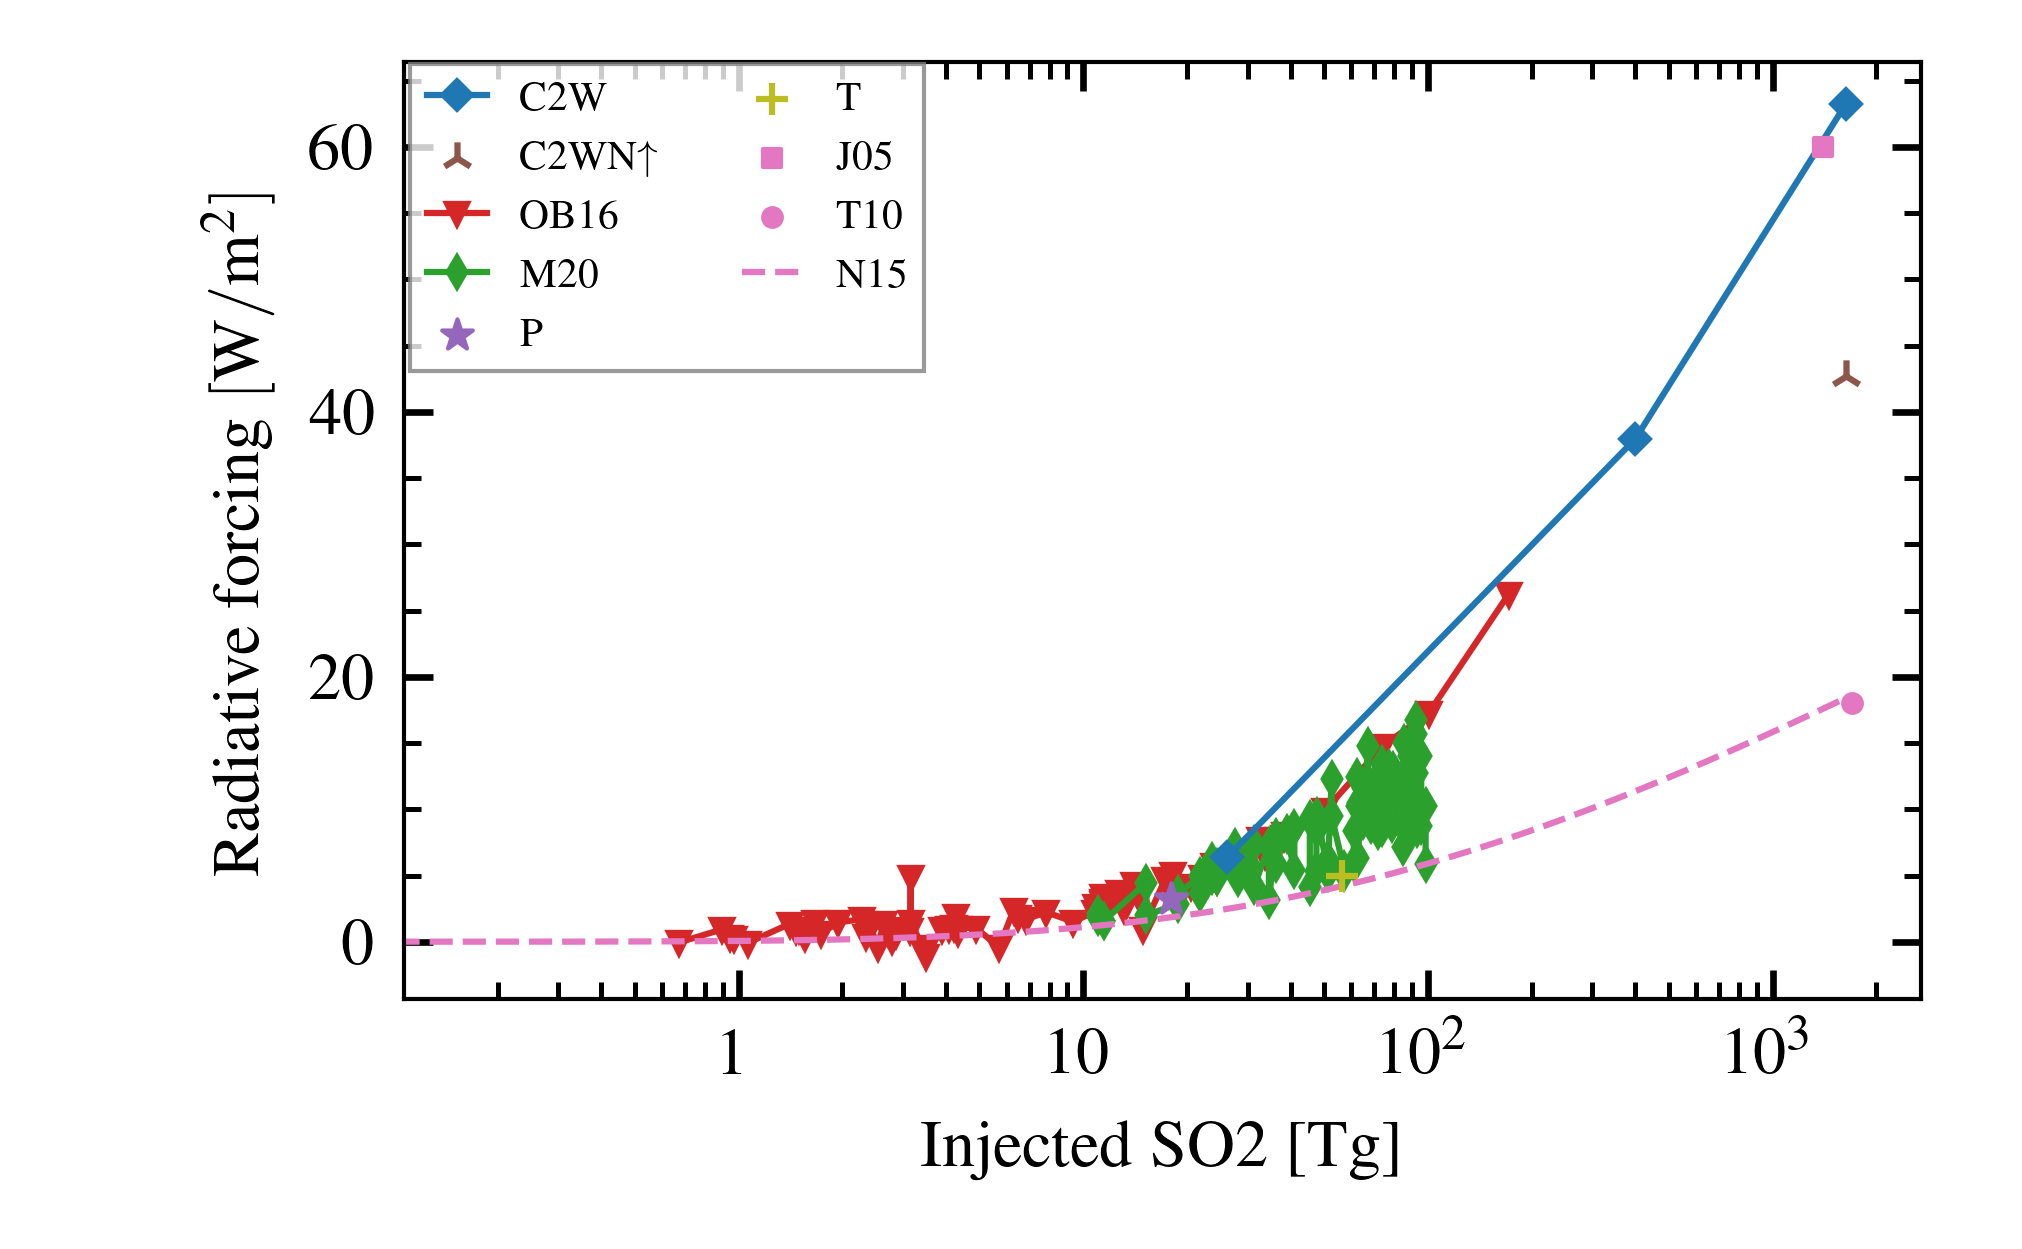 C2W
C2WN↑
OB16
M20
P
T
J05
T10
N15
60
40
20
0
Radiative forcing [W/m²]
1 10 10² 10³
Injected SO2 [Tg]